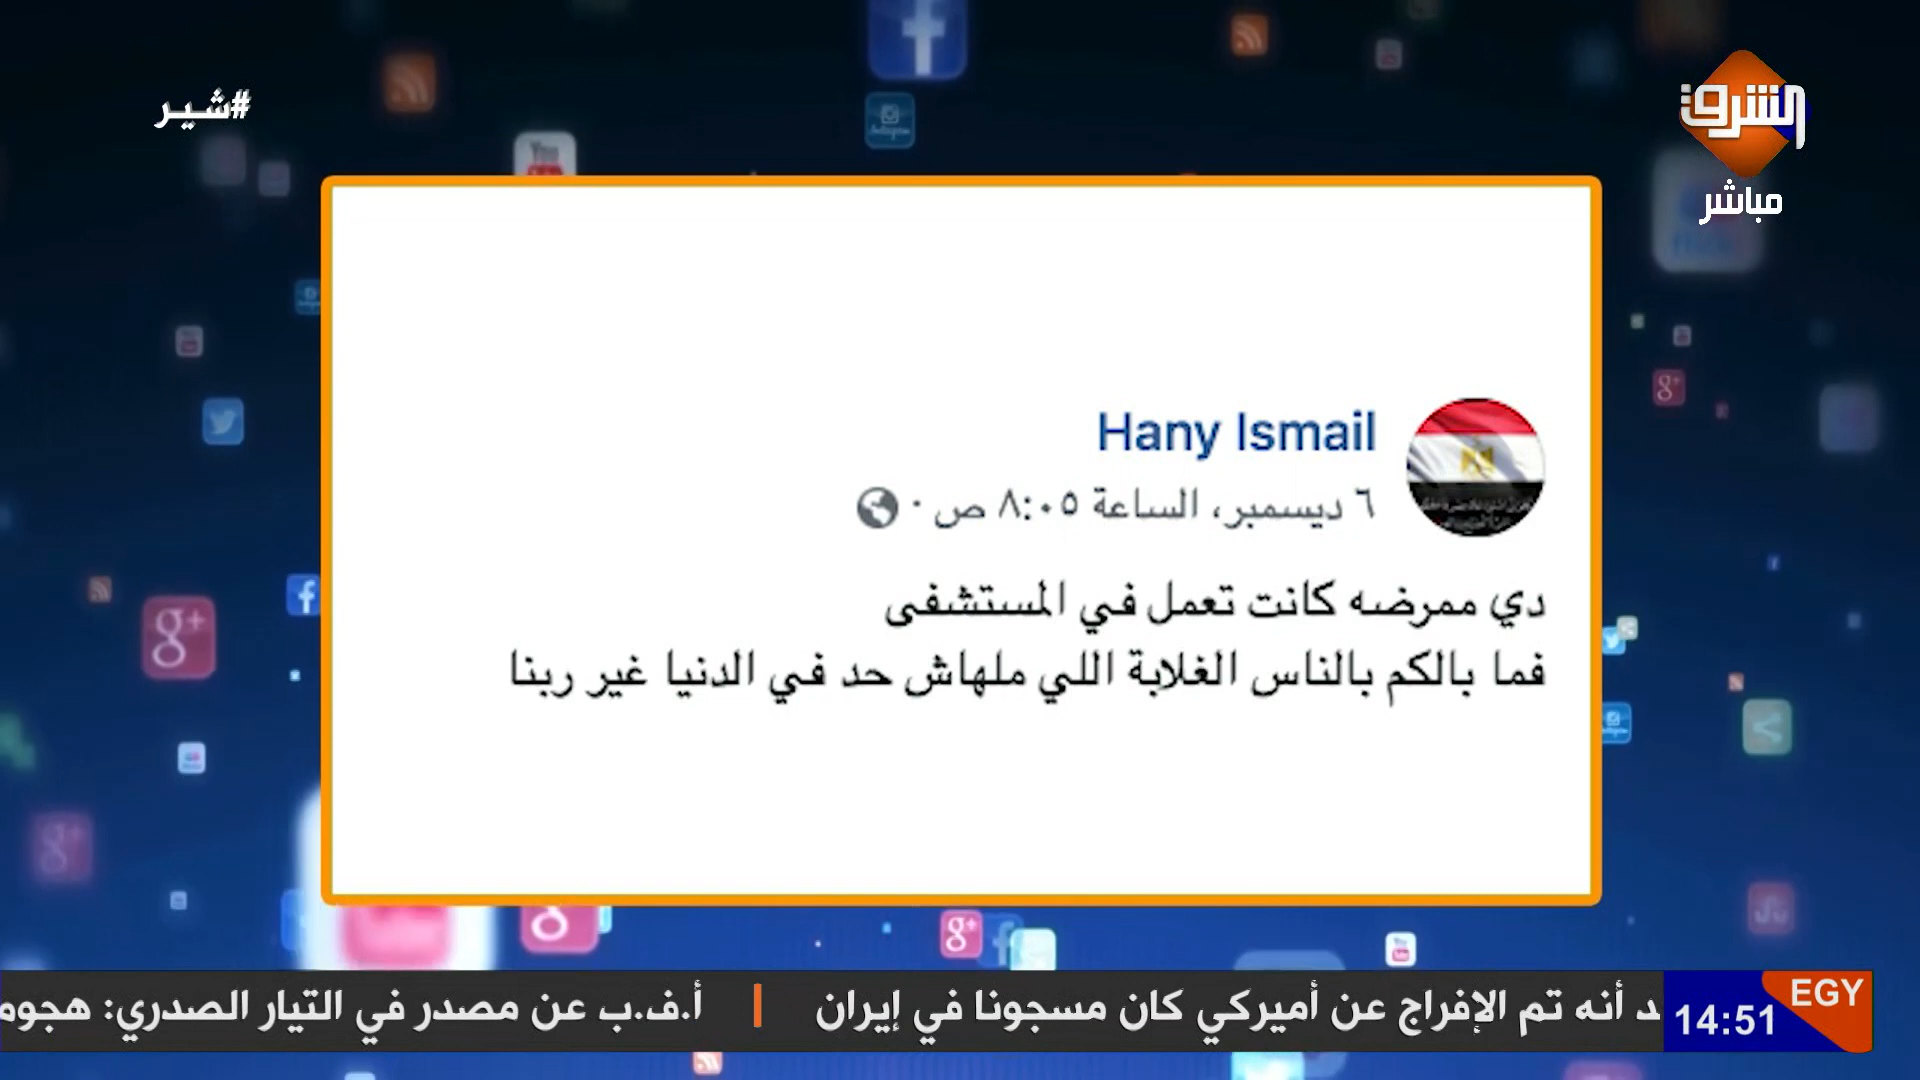 #شير
الشرق
مباشر
Hany Ismail
٦ ديسمبر، الساعة ٨:٠٥ ص ·
دي ممرضه كانت تعمل في المستشفى
فما بالكم بالناس الغلابة اللي ملهاش حد في الدنيا غير ربنا
د أنه تم الإفراج عن أميركي كان مسجونا في إيران | أ.ف.ب عن مصدر في التيار الصدري: هجوم
EGY
14:51